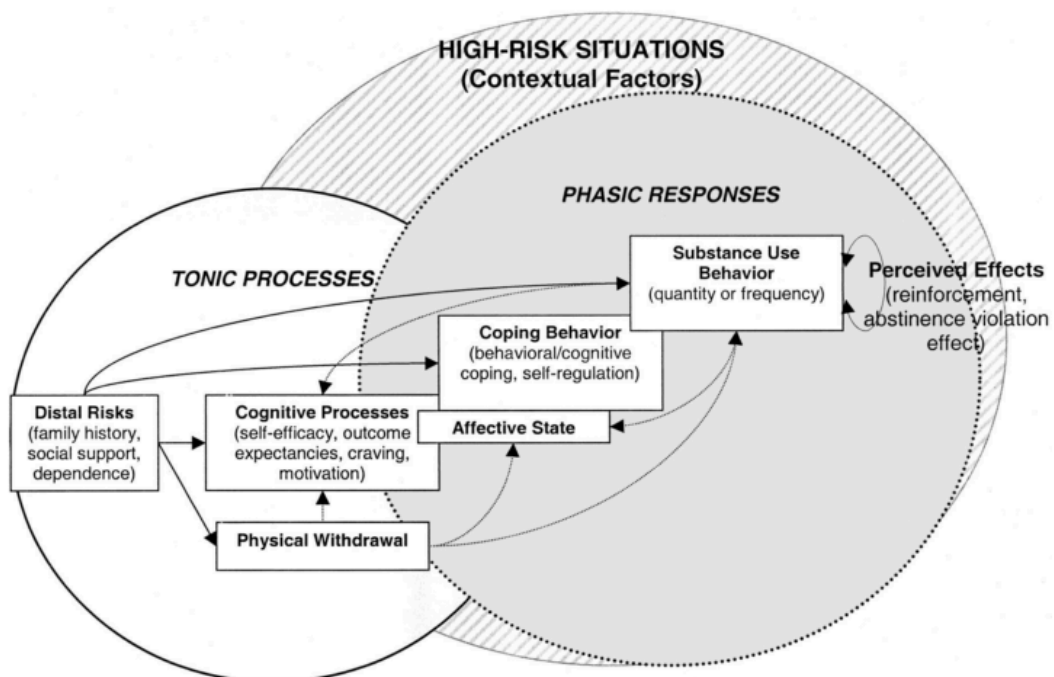 HIGH-RISK SITUATIONS
(Contextual Factors)
PHASIC RESPONSES
TONIC PROCESSES
Substance Use
Behavior
(quantity or frequency)
Perceived Effects
(reinforcement,
abstinence violation
effect)
Coping Behavior
(behavioral/cognitive
coping, self-regulation)
Distal Risks
(family history,
social support,
dependence)
Cognitive Processes
(self-efficacy, outcome
expectancies, craving,
motivation)
Affective State
Physical Withdrawal